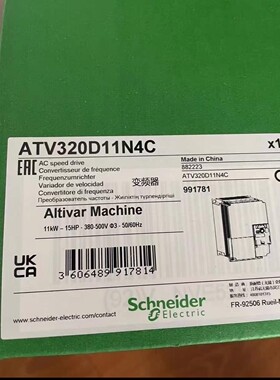 ATV320D11N4C
x1
EAC
AC speed drive
Convertisseur de fréquence
Frequenzumrichter
Variador de velocidad
Convertitore di frequenza
变频器
Made in China
882223
ATV320D11N4C
991781
Altivar Machine
11kW - 15HP - 380-500V Φ3 - 50/60Hz
UK
CA
3 606489 917814
Schneider
Electric
schneider-electric.com/contact
FR-92506 Rueil-M